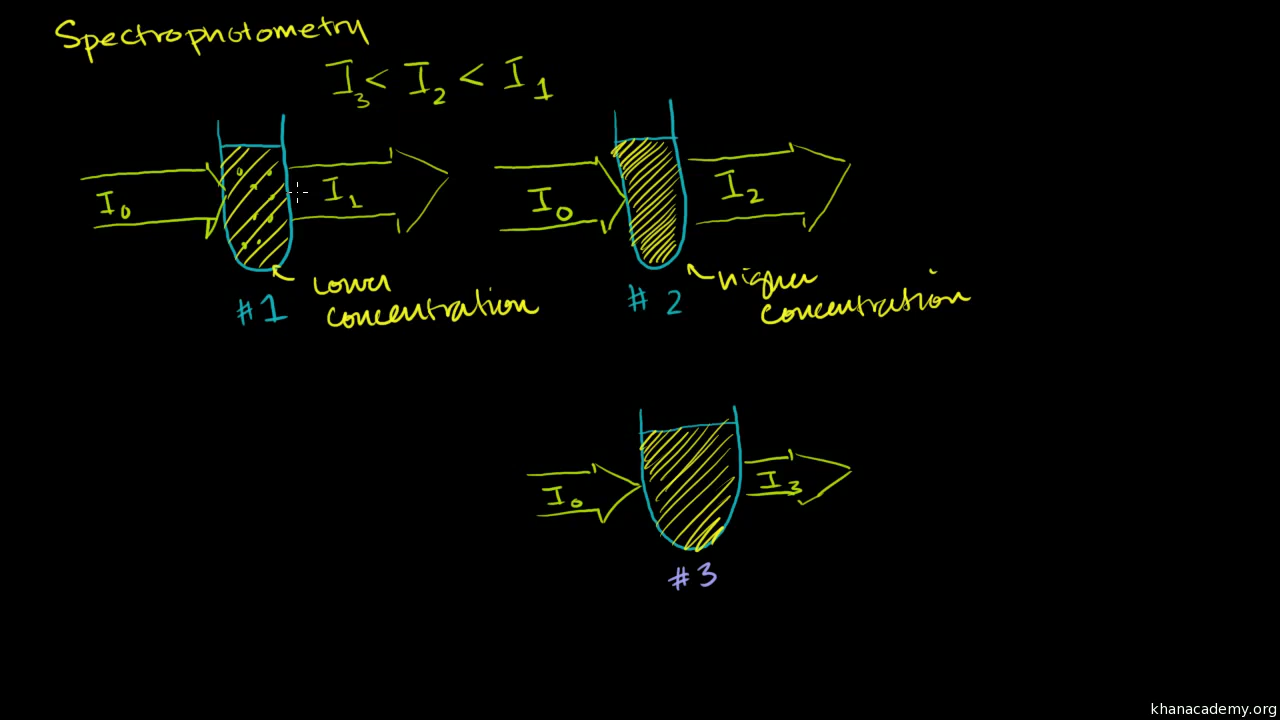 Spectrophotometry
I₃ < I₂ < I₁
I₀
I₁
I₀
I₂
Lower
concentration
#1
higher
concentration
#2
I₀
I₃
#3
khanacademy.org